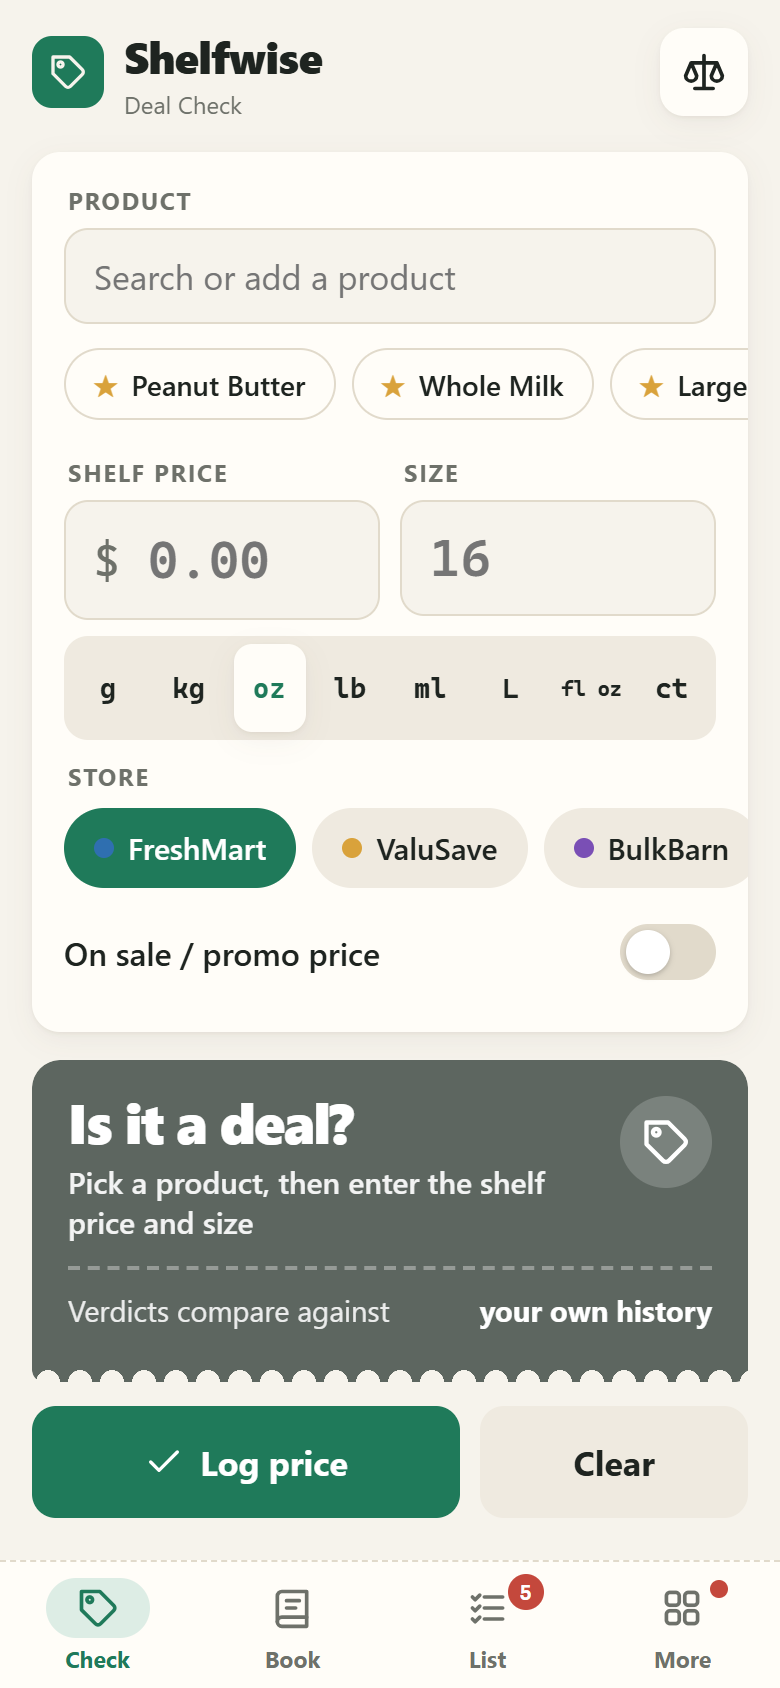 Shelfwise
Deal Check
PRODUCT
Search or add a product
Peanut Butter
Whole Milk
Large
SHELF PRICE
SIZE
$ 0.00
16
g kg oz lb ml L fl oz ct
STORE
FreshMart
ValuSave
BulkBarn
On sale / promo price
Is it a deal?
Pick a product, then enter the shelf
price and size
Verdicts compare against
your own history
Log price
Clear
5
Check
Book
List
More